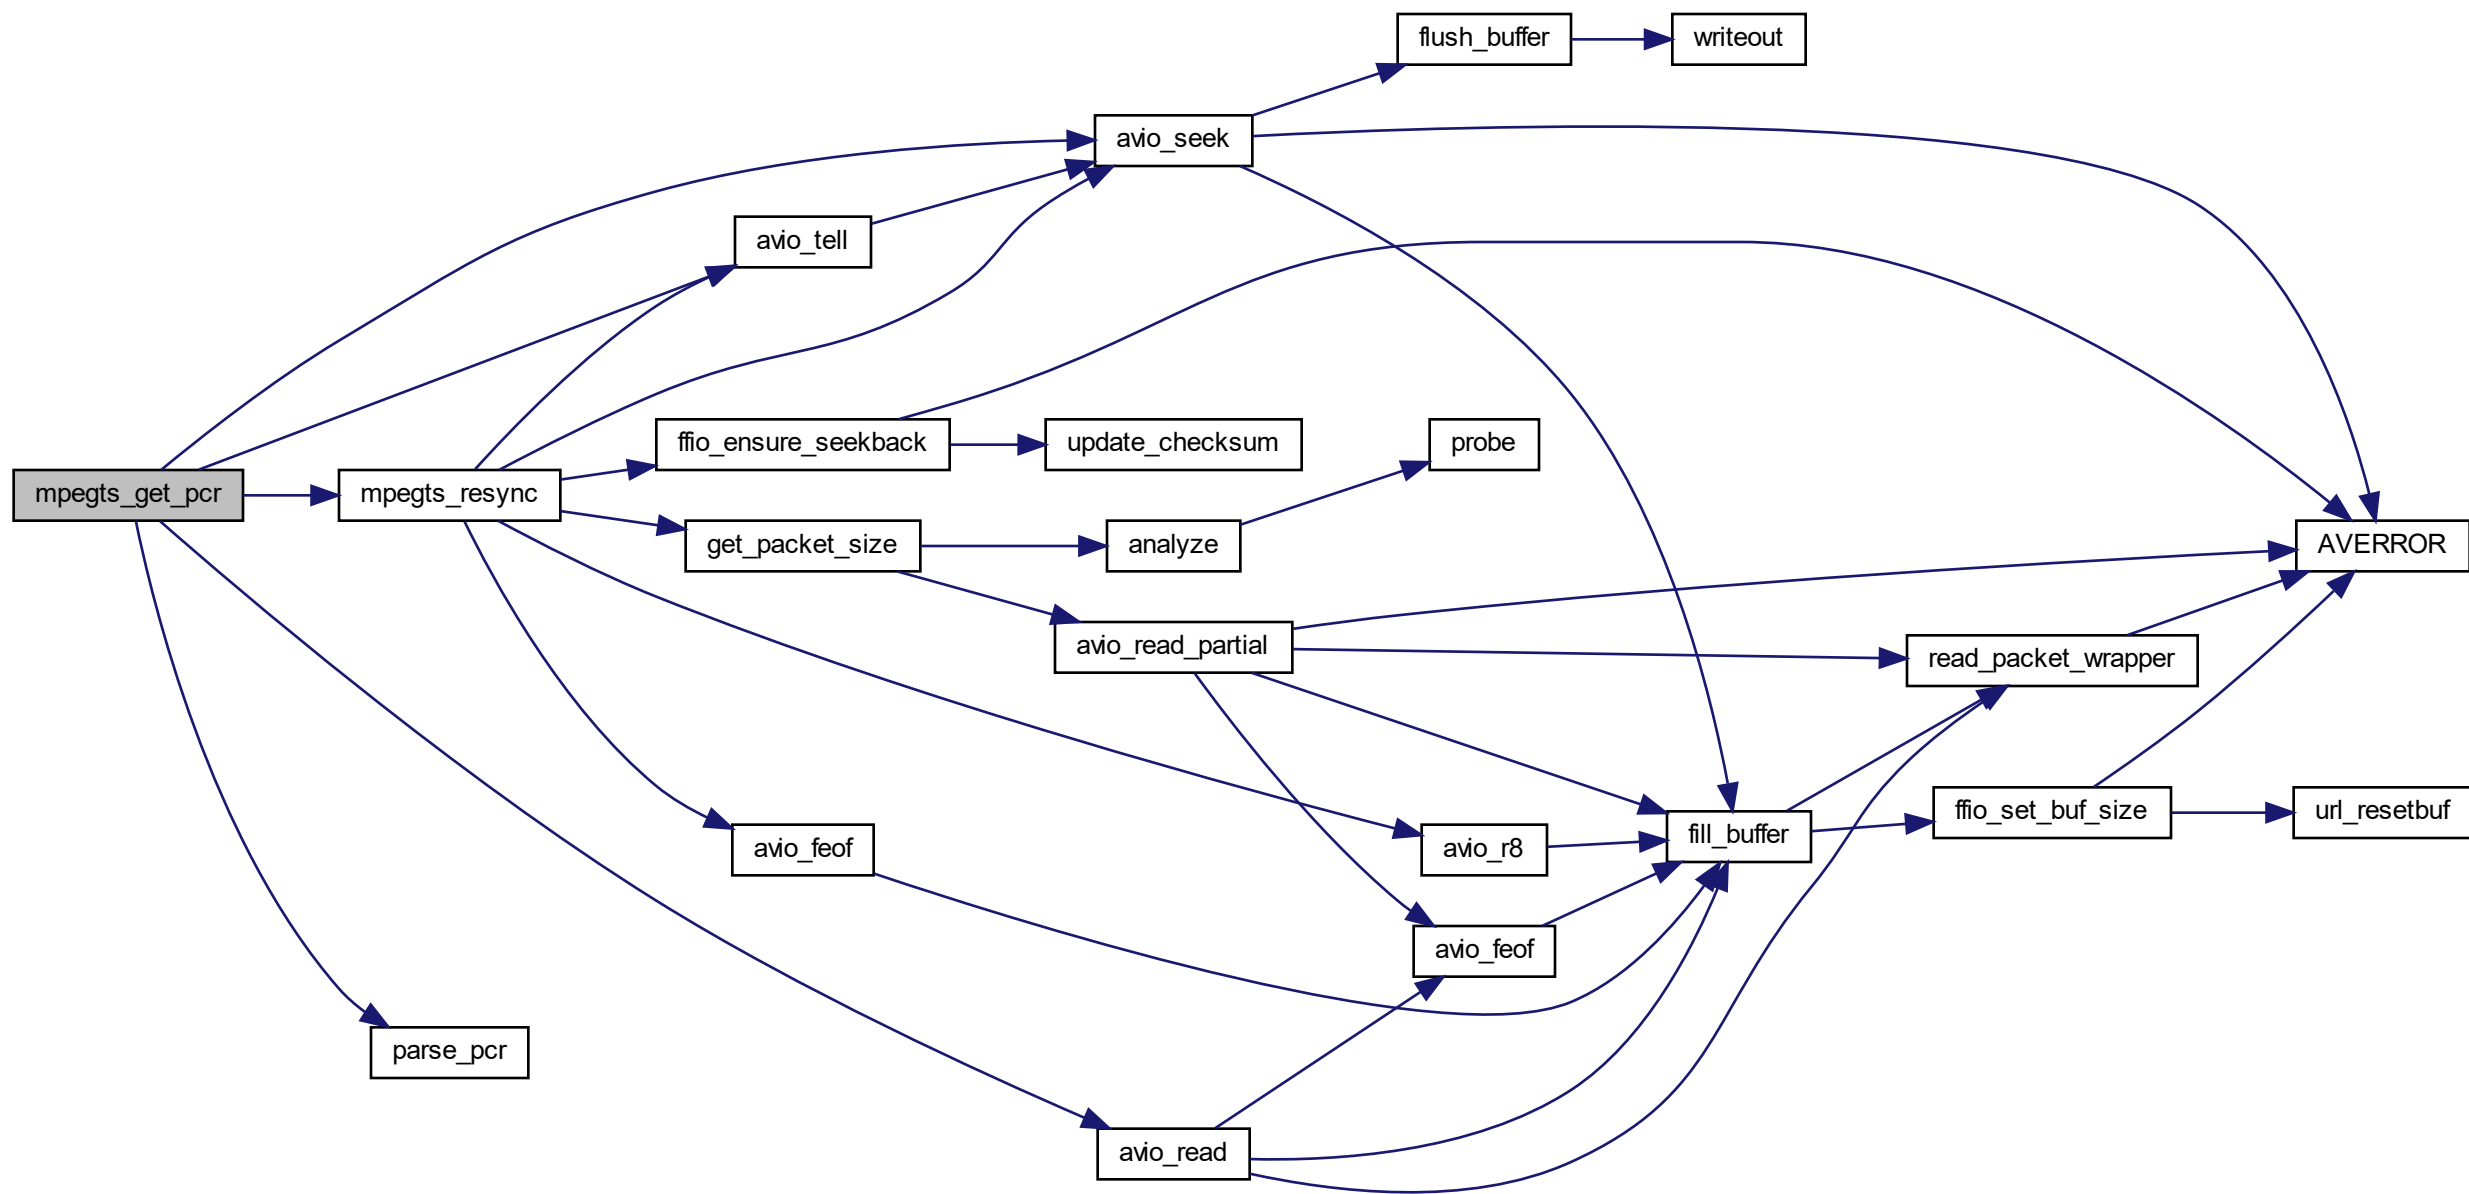 flush_buffer
writeout
avio_seek
avio_tell
ffio_ensure_seekback
update_checksum
probe
mpegts_get_pcr
mpegts_resync
get_packet_size
analyze
AVERROR
avio_read_partial
read_packet_wrapper
avio_feof
avio_r8
fill_buffer
ffio_set_buf_size
url_resetbuf
avio_feof
parse_pcr
avio_read